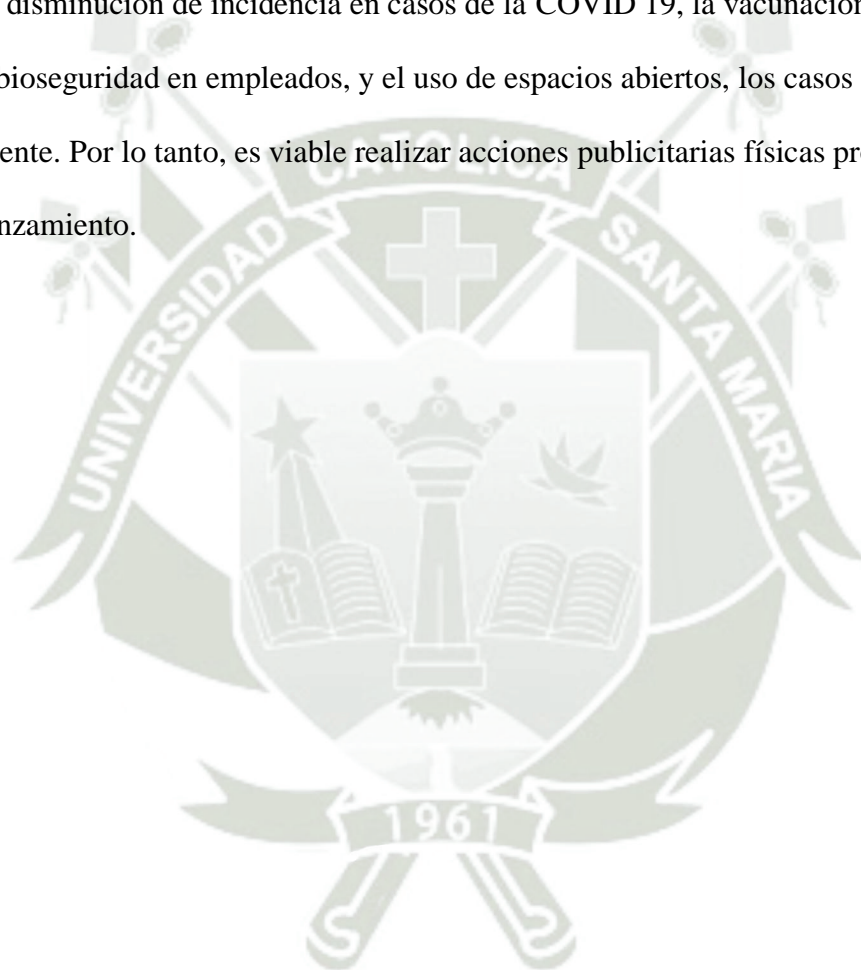 disminución de incidencia en casos de la COVID 19, la vacunación
bioseguridad en empleados, y el uso de espacios abiertos, los casos
ente. Por lo tanto, es viable realizar acciones publicitarias físicas
nzamiento.
UNIVERSIDAD CATOLICA SANTA MARIA
1961